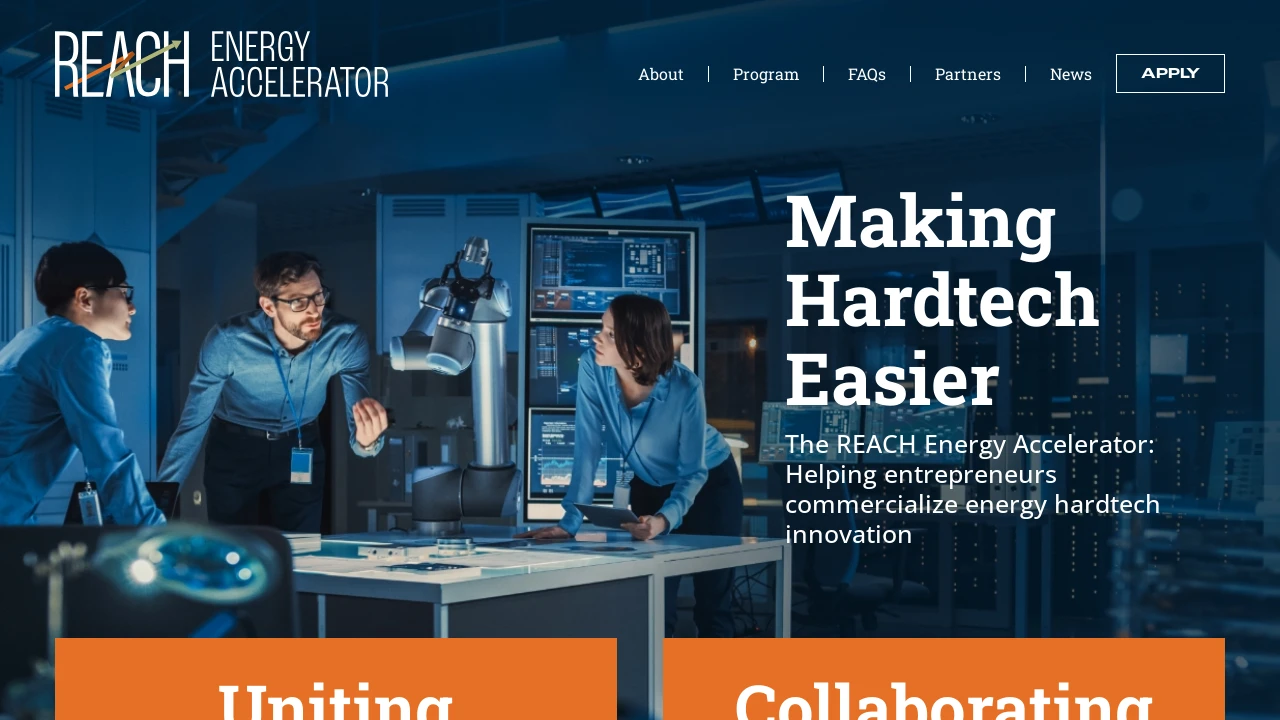 REACH ENERGY ACCELERATOR
About
Program
FAQs
Partners
News
APPLY
Making
Hardtech
Easier
The REACH Energy Accelerator:
Helping entrepreneurs
commercialize energy hardtech
innovation
Uniting
Collaborating